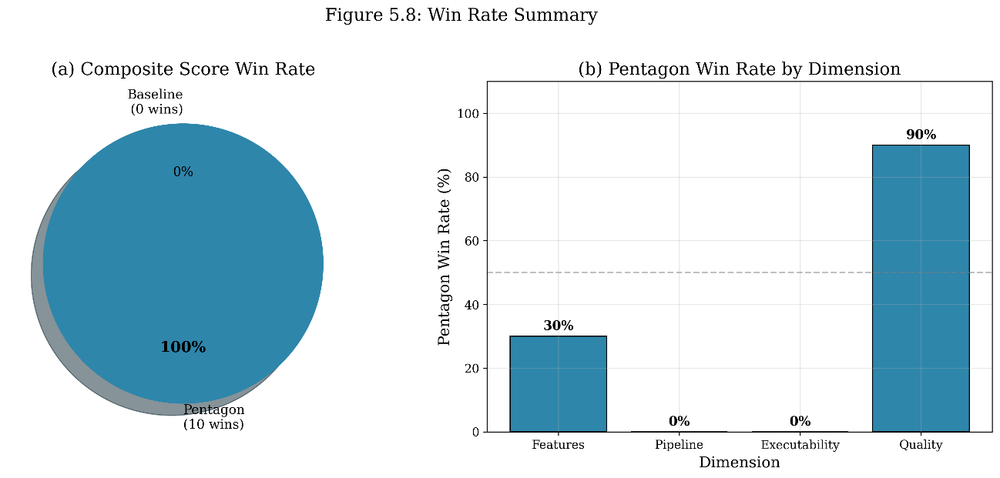 Figure 5.8: Win Rate Summary
(a) Composite Score Win Rate
Baseline
(0 wins)
0%
100%
Pentagon
(10 wins)
(b) Pentagon Win Rate by Dimension
Pentagon Win Rate (%)
100
80
60
40
20
0
30%
0%
0%
90%
Features
Pipeline
Executability
Quality
Dimension